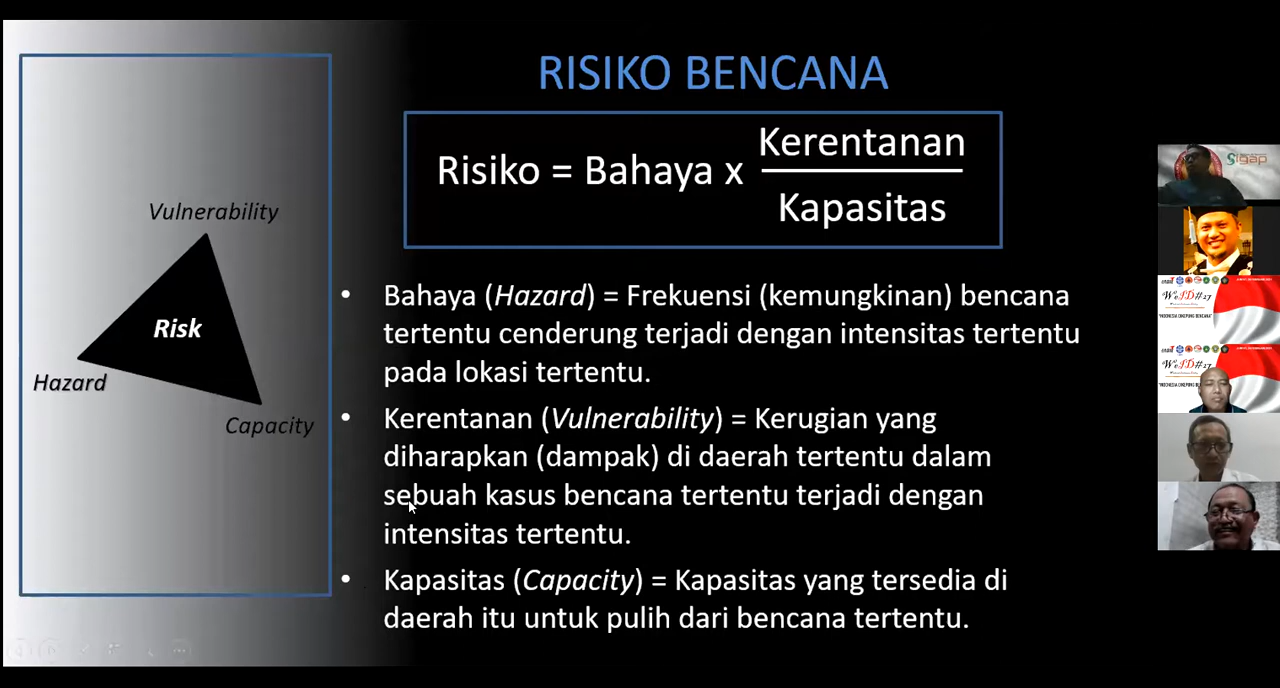 RISIKO BENCANA
Risiko = Bahaya x Kerentanan
Kapasitas
Vulnerability
Risk
Hazard
Capacity
• Bahaya (Hazard) = Frekuensi (kemungkinan) bencana
tertentu cenderung terjadi dengan intensitas tertentu
pada lokasi tertentu.
• Kerentanan (Vulnerability) = Kerugian yang
diharapkan (dampak) di daerah tertentu dalam
sebuah kasus bencana tertentu terjadi dengan
intensitas tertentu.
• Kapasitas (Capacity) = Kapasitas yang tersedia di
daerah itu untuk pulih dari bencana tertentu.
Sigap
#27
#27